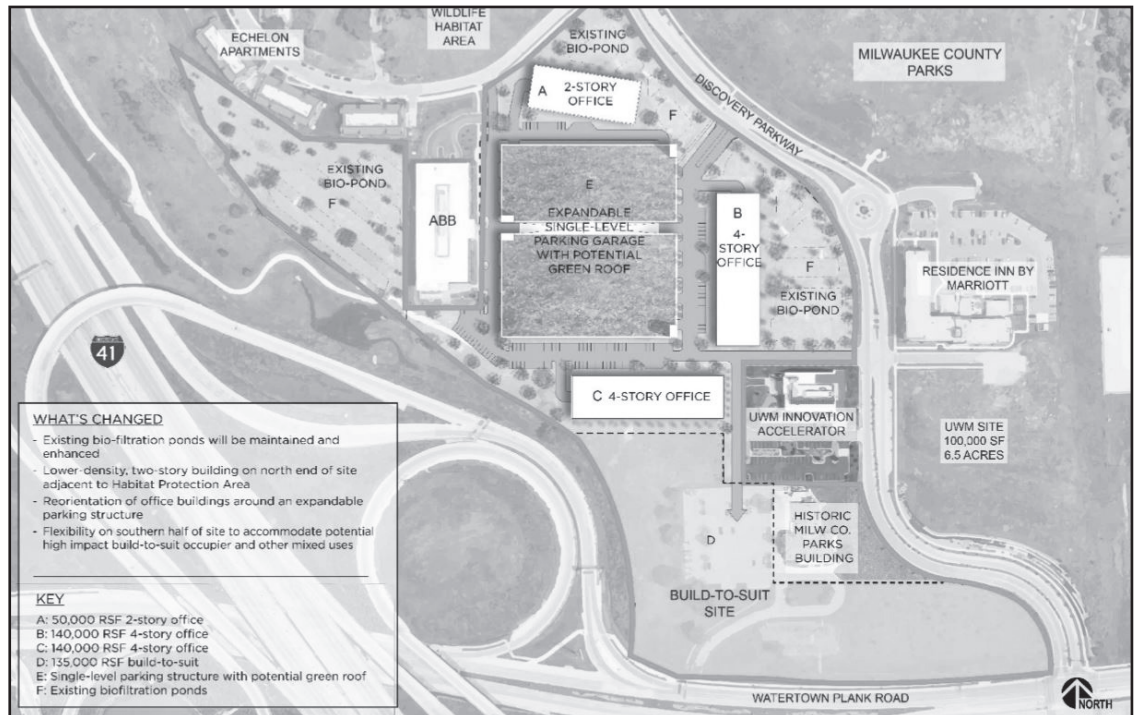 WILDLIFE
HABITAT
AREA
ECHELON
APARTMENTS
EXISTING
BIO-POND
MILWAUKEE COUNTY
PARKS
DISCOVERY PARKWAY
A
2-STORY
OFFICE
F
EXISTING
BIO-POND
F
ABB
E
EXPANDABLE
SINGLE-LEVEL
PARKING GARAGE
WITH POTENTIAL
GREEN ROOF
B
4-
STORY
OFFICE
F
EXISTING
BIO-POND
RESIDENCE INN BY
MARRIOTT
41
C 4-STORY OFFICE
UWM INNOVATION
ACCELERATOR
UWM SITE
100,000 SF
6.5 ACRES
HISTORIC
MILW CO.
PARKS
BUILDING
D
BUILD-TO-SUIT
SITE
WATERTOWN PLANK ROAD
NORTH
WHAT'S CHANGED
- Existing bio-filtration ponds will be maintained and
enhanced
- Lower-density, two-story building on north end of site
adjacent to Habitat Protection Area
- Reorientation of office buildings around an expandable
parking structure
- Flexibility on southern half of site to accommodate potential
high impact build-to-suit occupier and other mixed uses
KEY
A: 50,000 RSF 2-story office
B: 140,000 RSF 4-story office
C: 140,000 RSF 4-story office
D: 135,000 RSF build-to-suit
E: Single-level parking structure with potential green roof
F: Existing biofiltration ponds